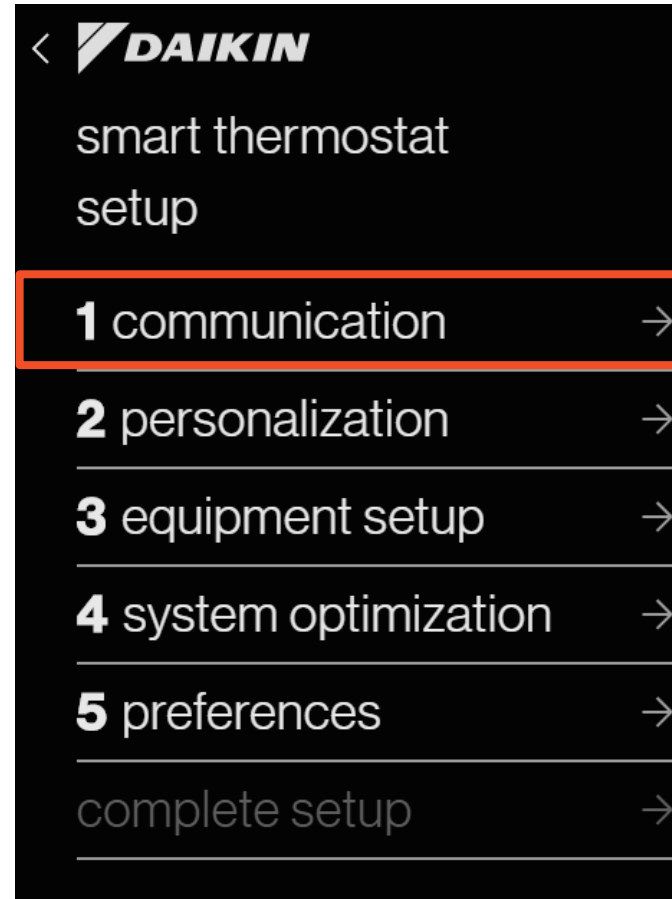 DAIKIN
smart thermostat
setup
1 communication
2 personalization
3 equipment setup
4 system optimization
5 preferences
complete setup